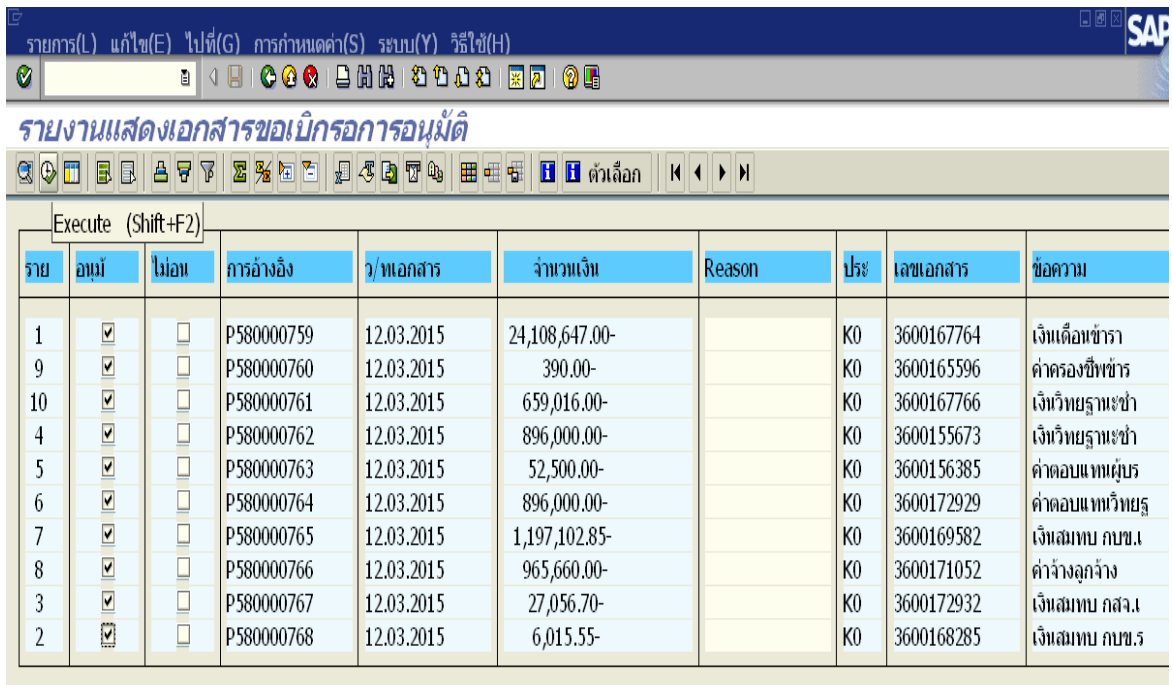 รายการ(L) แก้ไข(E) ไปที่(G) การกำหนดค่า(S) ระบบ(Y) วิธีใช้(H)
SAP
รายงานแสดงเอกสารขอเบิกรอการอนุมัติ
ตัวเลือก
Execute (Shift+F2)
ราย อนุมั ไม่อน การอ้างอิง ว/ทเอกสาร จำนวนเงิน Reason ประ เลขเอกสาร ข้อความ
1 P580000759 12.03.2015 24,108,647.00- K0 3600167764 เงินเดือนข้ารา
9 P580000760 12.03.2015 390.00- K0 3600165596 ค่าครองชีพข้าร
10 P580000761 12.03.2015 659,016.00- K0 3600167766 เงินวิทยฐานะชำ
4 P580000762 12.03.2015 896,000.00- K0 3600155673 เงินวิทยฐานะชำ
5 P580000763 12.03.2015 52,500.00- K0 3600156385 ค่าตอบแทนผู้บร
6 P580000764 12.03.2015 896,000.00- K0 3600172929 ค่าตอบแทนวิทยฐ
7 P580000765 12.03.2015 1,197,102.85- K0 3600169582 เงินสมทบ กบข.เ
8 P580000766 12.03.2015 965,660.00- K0 3600171052 ค่าจ้างลูกจ้าง
3 P580000767 12.03.2015 27,056.70- K0 3600172932 เงินสมทบ กสจ.เ
2 P580000768 12.03.2015 6,015.55- K0 3600168285 เงินสมทบ กบข.ร